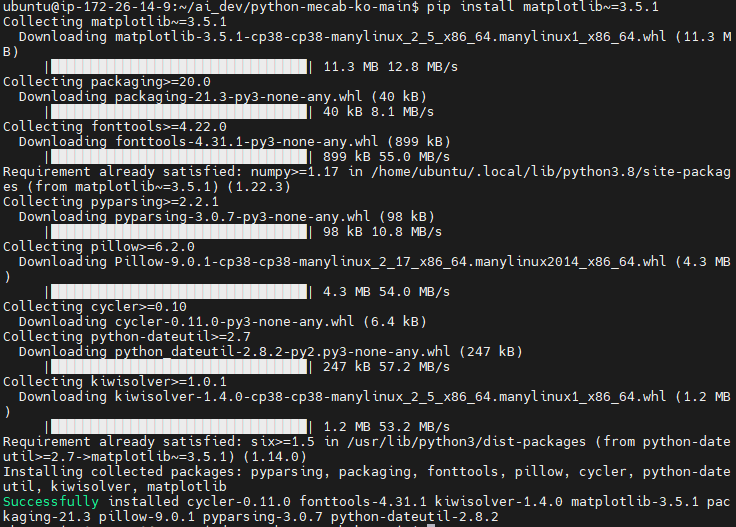 ubuntu@ip-172-26-14-9:~/ai_dev/python-mecab-ko-main$ pip install matplotlib~=3.5.1
Collecting matplotlib~=3.5.1
  Downloading matplotlib-3.5.1-cp38-cp38-manylinux_2_5_x86_64.manylinux1_x86_64.whl (11.3 M
B)
     |████████████████████████████████| 11.3 MB 12.8 MB/s
Collecting packaging>=20.0
  Downloading packaging-21.3-py3-none-any.whl (40 kB)
     |████████████████████████████████| 40 kB 8.1 MB/s
Collecting fonttools>=4.22.0
  Downloading fonttools-4.31.1-py3-none-any.whl (899 kB)
     |████████████████████████████████| 899 kB 55.0 MB/s
Requirement already satisfied: numpy>=1.17 in /home/ubuntu/.local/lib/python3.8/site-packag
es (from matplotlib~=3.5.1) (1.22.3)
Collecting pyparsing>=2.2.1
  Downloading pyparsing-3.0.7-py3-none-any.whl (98 kB)
     |████████████████████████████████| 98 kB 10.8 MB/s
Collecting pillow>=6.2.0
  Downloading Pillow-9.0.1-cp38-cp38-manylinux_2_17_x86_64.manylinux2014_x86_64.whl (4.3 MB
)
     |████████████████████████████████| 4.3 MB 54.0 MB/s
Collecting cycler>=0.10
  Downloading cycler-0.11.0-py3-none-any.whl (6.4 kB)
Collecting python-dateutil>=2.7
  Downloading python_dateutil-2.8.2-py2.py3-none-any.whl (247 kB)
     |████████████████████████████████| 247 kB 57.2 MB/s
Collecting kiwisolver>=1.0.1
  Downloading kiwisolver-1.4.0-cp38-cp38-manylinux_2_5_x86_64.manylinux1_x86_64.whl (1.2 MB
)
     |████████████████████████████████| 1.2 MB 53.2 MB/s
Requirement already satisfied: six>=1.5 in /usr/lib/python3/dist-packages (from python-date
util>=2.7->matplotlib~=3.5.1) (1.14.0)
Installing collected packages: pyparsing, packaging, fonttools, pillow, cycler, python-date
util, kiwisolver, matplotlib
Successfully installed cycler-0.11.0 fonttools-4.31.1 kiwisolver-1.4.0 matplotlib-3.5.1 pac
kaging-21.3 pillow-9.0.1 pyparsing-3.0.7 python-dateutil-2.8.2